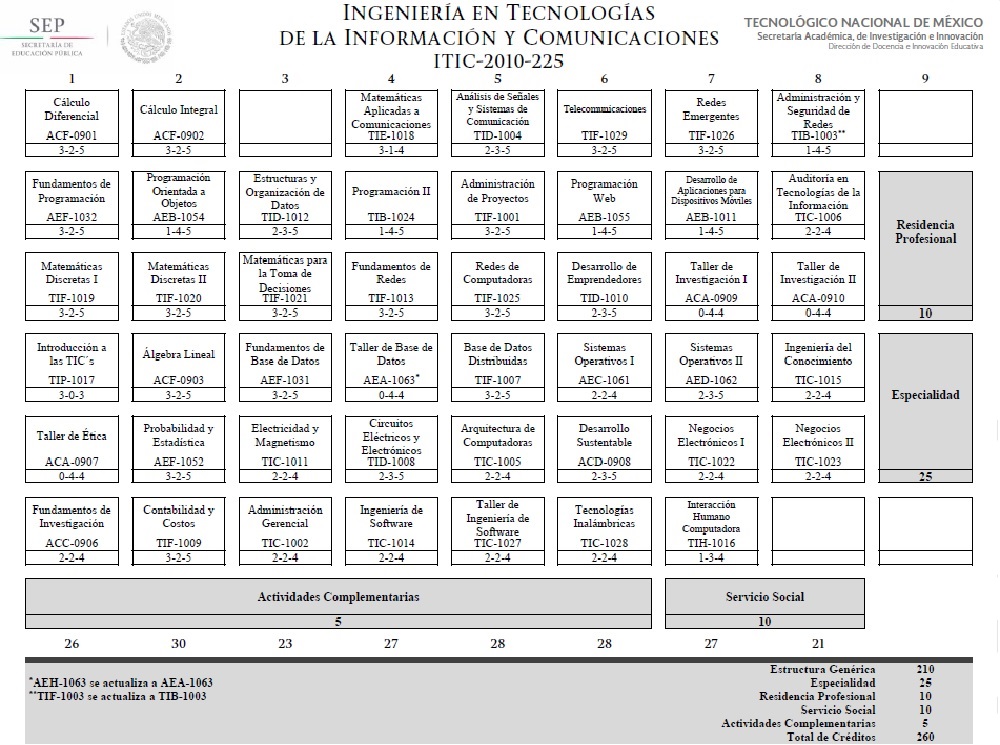 SEP
SECRETARÍA DE
EDUCACIÓN PÚBLICA
INGENIERÍA EN TECNOLOGÍAS
DE LA INFORMACIÓN Y COMUNICACIONES
ITIC-2010-225
TECNOLÓGICO NACIONAL DE MÉXICO
Secretaría Académica, de Investigación e Innovación
Dirección de Docencia e Innovación Educativa
1 2 3 4 5 6 7 8 9
Cálculo
Diferencial
ACF-0901
3-2-5
Cálculo Integral
ACF-0902
3-2-5
Matemáticas
Aplicadas a
Comunicaciones
TIE-1018
3-1-4
Análisis de Señales
y Sistemas de
Comunicación
TID-1004
2-3-5
Telecomunicaciones
TIF-1029
3-2-5
Redes
Emergentes
TIF-1026
3-2-5
Administración y
Seguridad de
Redes
TIB-1003**
1-4-5
Fundamentos de
Programación
AEF-1032
3-2-5
Programación
Orientada a
Objetos
AEB-1054
1-4-5
Estructuras y
Organización de
Datos
TID-1012
2-3-5
Programación II
TIB-1024
1-4-5
Administración
de Proyectos
TIF-1001
3-2-5
Programación
Web
AEB-1055
1-4-5
Desarrollo de
Aplicaciones para
Dispositivos Móviles
AEB-1011
1-4-5
Auditoría en
Tecnologías de la
Información
TIC-1006
2-2-4
Residencia
Profesional
10
Matemáticas
Discretas I
TIF-1019
3-2-5
Matemáticas
Discretas II
TIF-1020
3-2-5
Matemáticas para
la Toma de
Decisiones
TIF-1021
3-2-5
Fundamentos de
Redes
TIF-1013
3-2-5
Redes de
Computadoras
TIF-1025
3-2-5
Desarrollo de
Emprendedores
TID-1010
2-3-5
Taller de
Investigación I
ACA-0909
0-4-4
Taller de
Investigación II
ACA-0910
0-4-4
Introducción a
las TIC´s
TIP-1017
3-0-3
Álgebra Lineal
ACF-0903
3-2-5
Fundamentos de
Base de Datos
AEF-1031
3-2-5
Taller de Base de
Datos
AEA-1063*
0-4-4
Base de Datos
Distribuidas
TIF-1007
3-2-5
Sistemas
Operativos I
AEC-1061
2-2-4
Sistemas
Operativos II
AED-1062
2-3-5
Ingeniería del
Conocimiento
TIC-1015
2-2-4
Especialidad
25
Taller de Ética
ACA-0907
0-4-4
Probabilidad y
Estadística
AEF-1052
3-2-5
Electricidad y
Magnetismo
TIC-1011
2-2-4
Circuitos
Eléctricos y
Electrónicos
TID-1008
2-3-5
Arquitectura de
Computadoras
TIC-1005
2-2-4
Desarrollo
Sustentable
ACD-0908
2-3-5
Negocios
Electrónicos I
TIC-1022
2-2-4
Negocios
Electrónicos II
TIC-1023
2-2-4
Fundamentos de
Investigación
ACC-0906
2-2-4
Contabilidad y
Costos
TIF-1009
3-2-5
Administración
Gerencial
TIC-1002
2-2-4
Ingeniería de
Software
TIC-1014
2-2-4
Taller de
Ingeniería de
Software
TIC-1027
2-2-4
Tecnologías
Inalámbricas
TIC-1028
2-2-4
Interacción
Humano
Computadora
TIH-1016
1-3-4
Actividades Complementarias
5
Servicio Social
10
26 30 23 27 28 28 27 21
*AEH-1063 se actualiza a AEA-1063
**TIF-1003 se actualiza a TIB-1003
Estructura Genérica 210
Especialidad 25
Residencia Profesional 10
Servicio Social 10
Actividades Complementarias 5
Total de Créditos 260